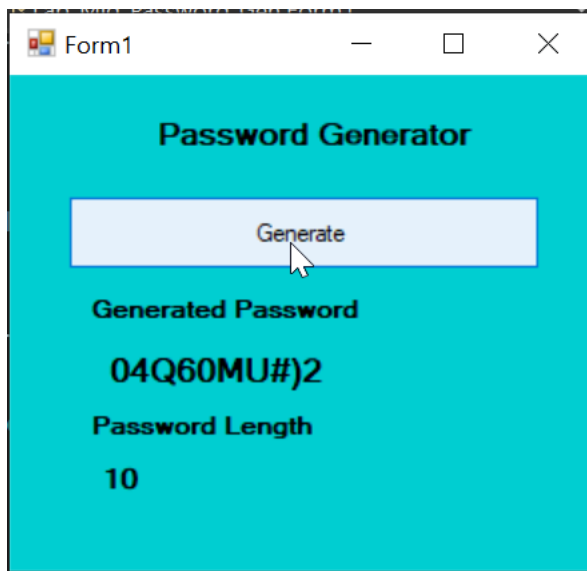 Form1
Password Generator
Generate
Generated Password
04Q60MU#)2
Password Length
10